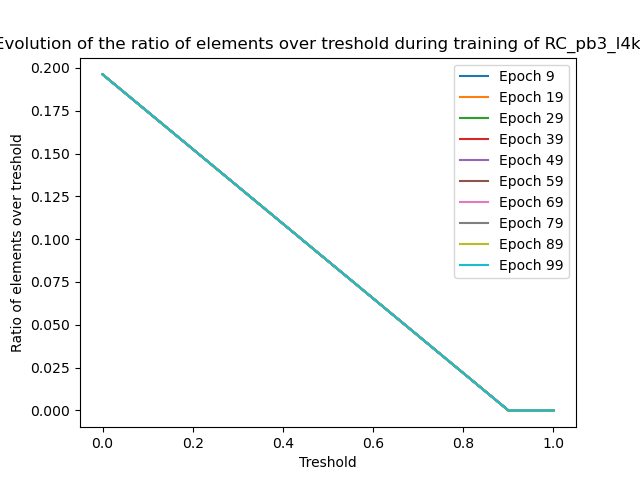 Evolution of the ratio of elements over treshold during training of RC_pb3_l4k
0.200
0.175
0.150
0.125
0.100
0.075
0.050
0.025
0.000
Ratio of elements over treshold
Epoch 9
Epoch 19
Epoch 29
Epoch 39
Epoch 49
Epoch 59
Epoch 69
Epoch 79
Epoch 89
Epoch 99
0.0 0.2 0.4 0.6 0.8 1.0
Treshold